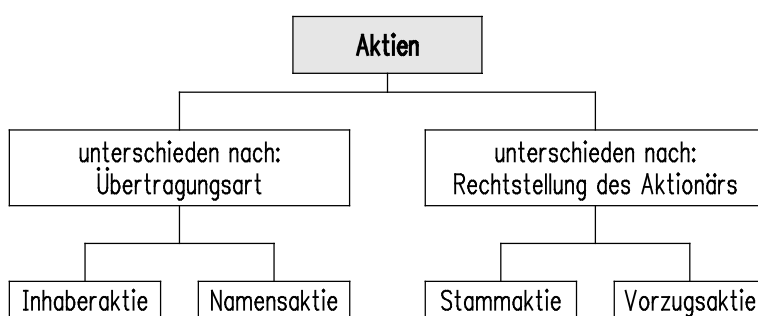 Aktien
unterschieden nach:
Übertragungsart
unterschieden nach:
Rechtstellung des Aktionärs
Inhaberaktie
Namensaktie
Stammaktie
Vorzugsaktie